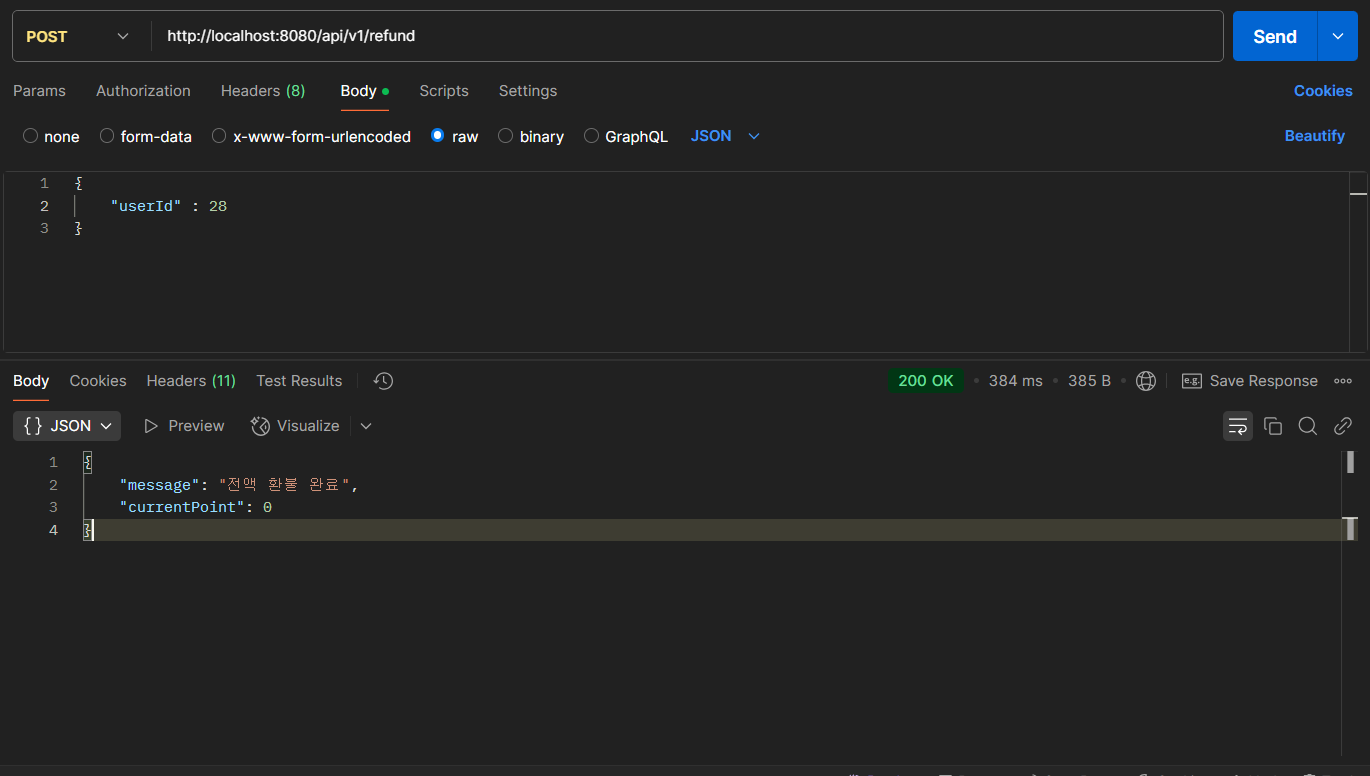 POST http://localhost:8080/api/v1/refund Send
Params Authorization Headers (8) Body Scripts Settings Cookies
none form-data x-www-form-urlencoded raw binary GraphQL JSON Beautify
1 {
2 "userId" : 28
3 }
Body Cookies Headers (11) Test Results 200 OK 384 ms 385 B e.g. Save Response
{} JSON Preview Visualize
1 {
2 "message": "전액 환불 완료",
3 "currentPoint": 0
4 }